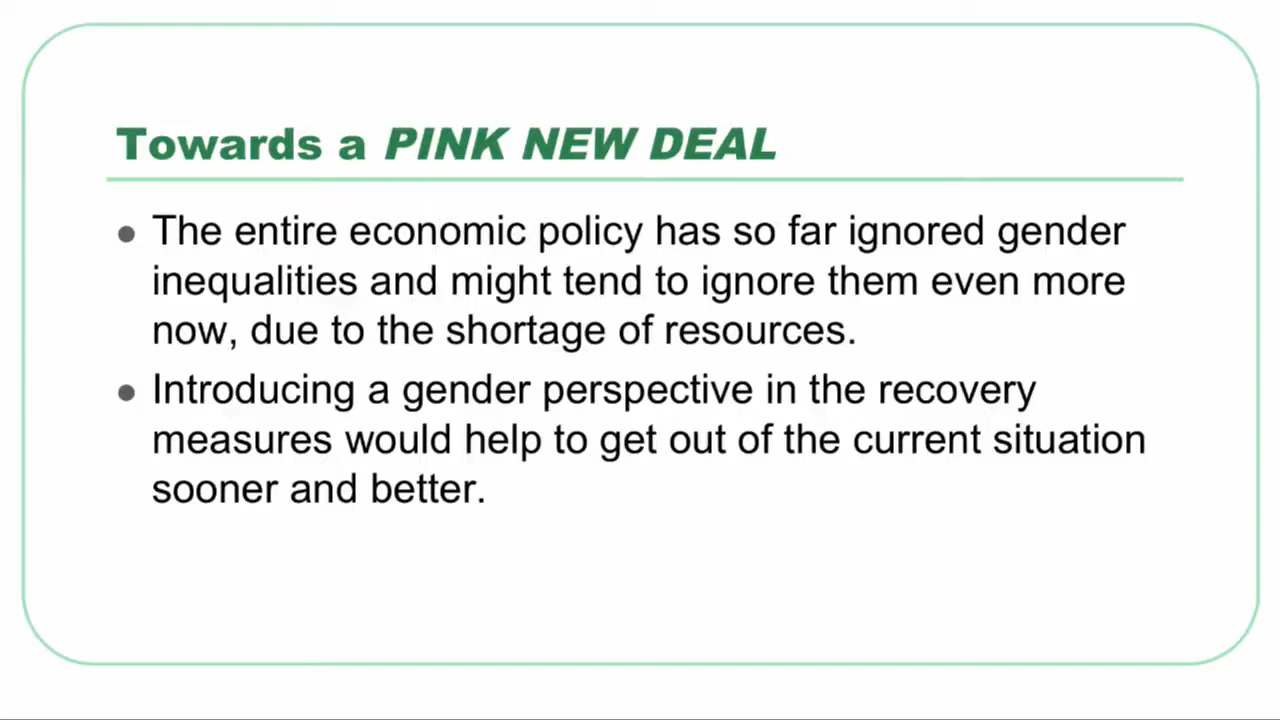 Towards a PINK NEW DEAL
● The entire economic policy has so far ignored gender
inequalities and might tend to ignore them even more
now, due to the shortage of resources.
● Introducing a gender perspective in the recovery
measures would help to get out of the current situation
sooner and better.